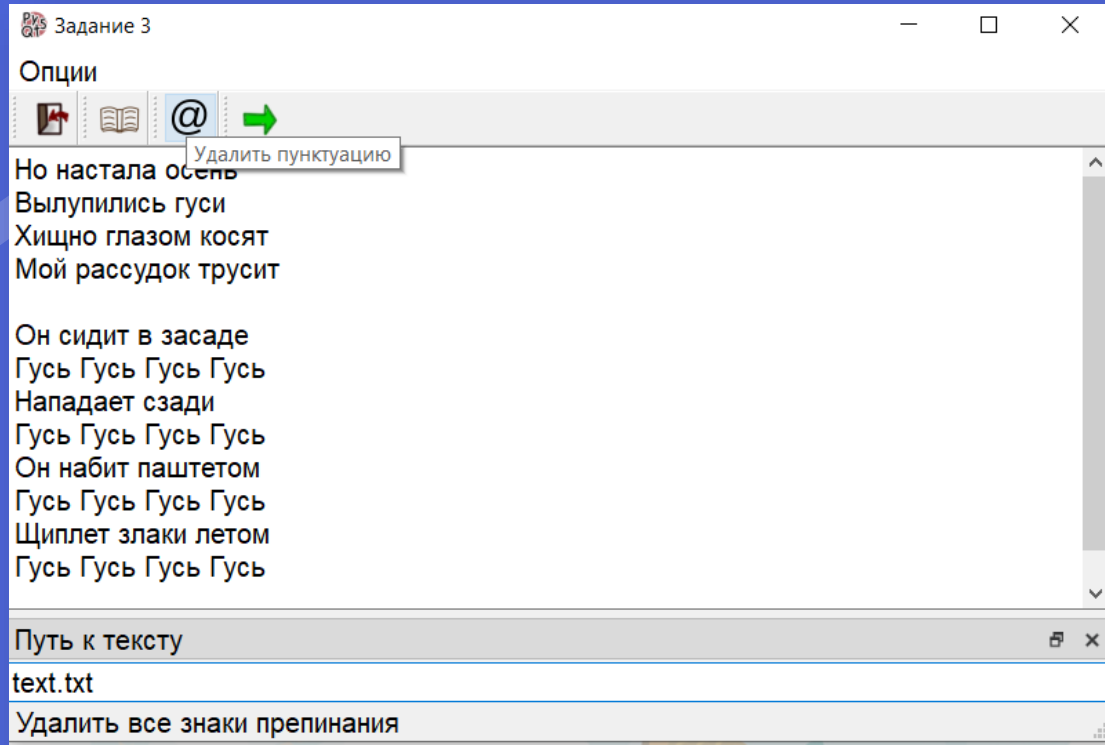 Задание 3
Опции
@
Удалить пунктуацию
Но настала осень
Вылупились гуси
Хищно глазом косят
Мой рассудок трусит
Он сидит в засаде
Гусь Гусь Гусь Гусь
Нападает сзади
Гусь Гусь Гусь Гусь
Он набит паштетом
Гусь Гусь Гусь Гусь
Щиплет злаки летом
Гусь Гусь Гусь Гусь
Путь к тексту
text.txt
Удалить все знаки препинания